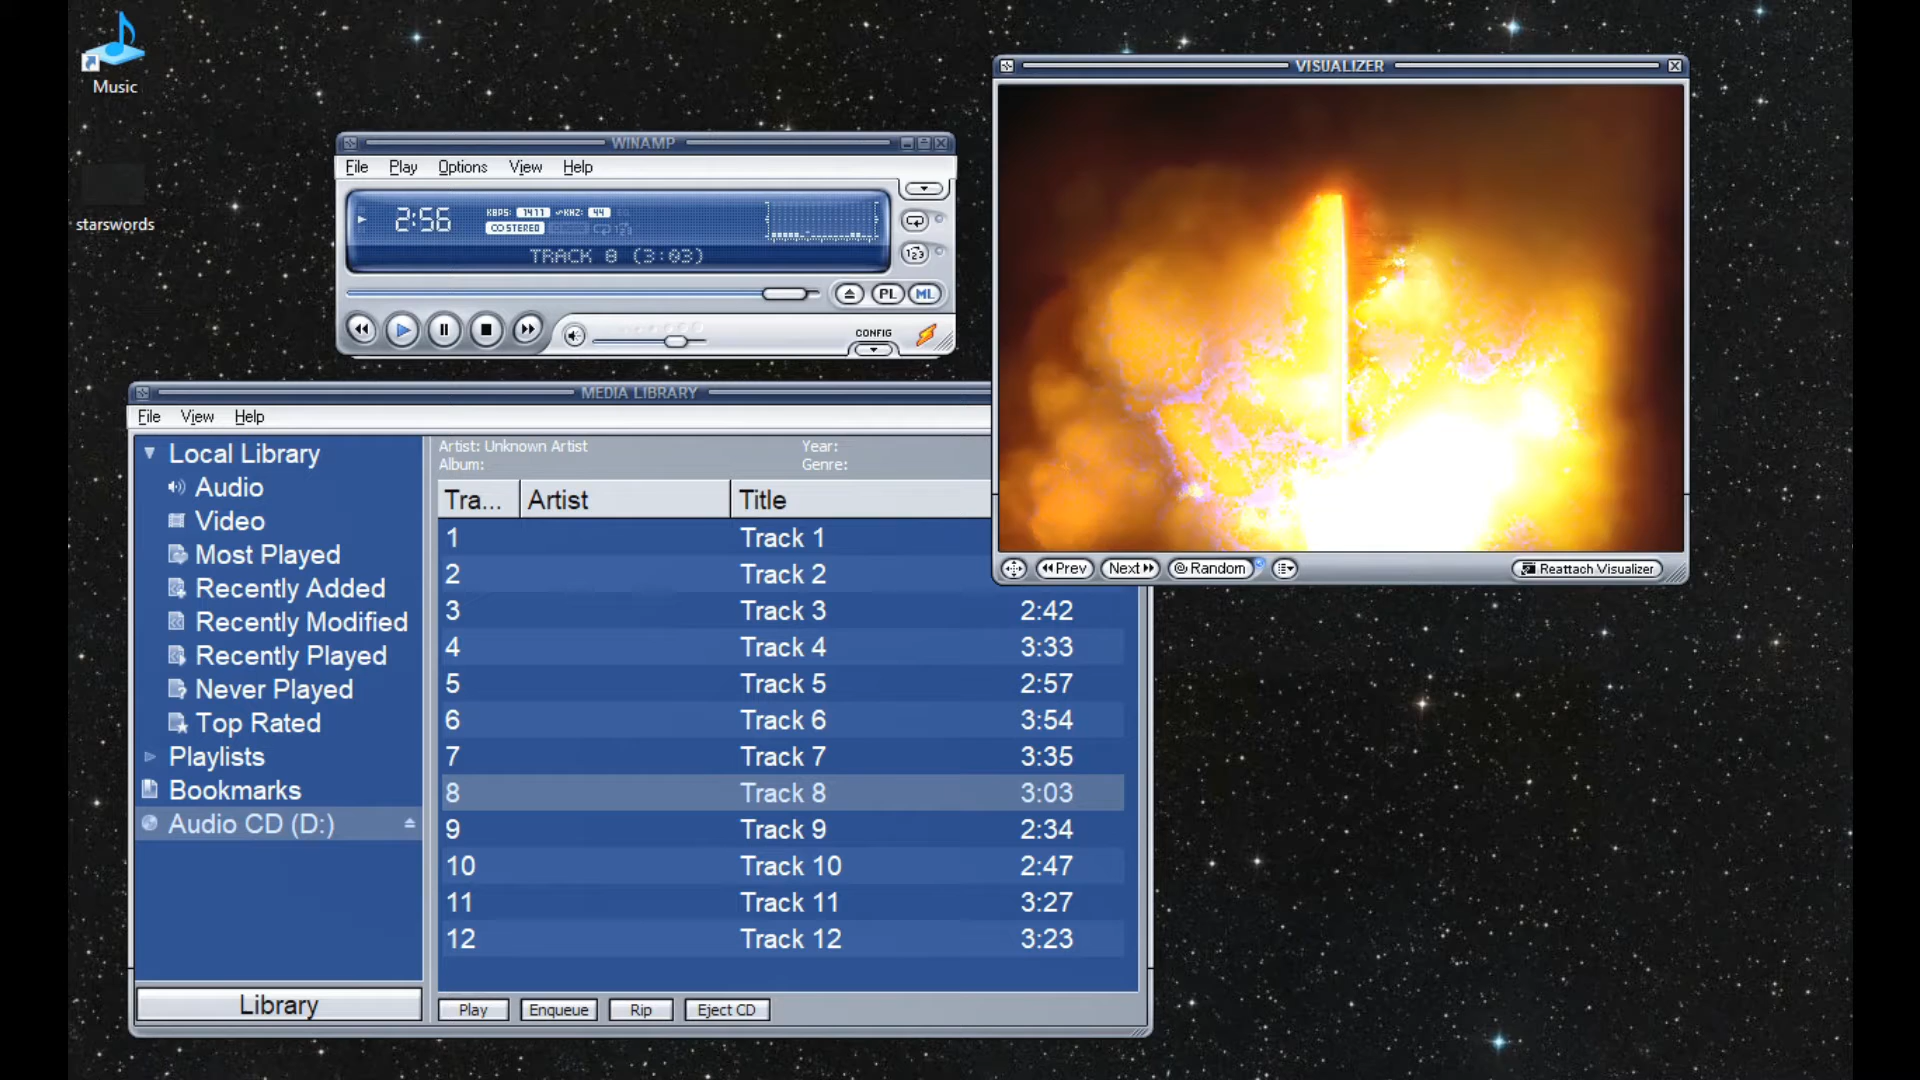 Music
starswords
WINAMP
File Play Options View Help
2:56
KBPS: 1411 KHZ: 44 EQ
STEREO
TRACK 8 (3:03)
PL ML
CONFIG
VISUALIZER
Prev Next Random Reattach Visualizer
MEDIA LIBRARY
File View Help
Local Library
Audio
Video
Most Played
Recently Added
Recently Modified
Recently Played
Never Played
Top Rated
Playlists
Bookmarks
Audio CD (D:)
Library
Artist: Unknown Artist Year:
Album: Genre:
Tra... Artist Title
1 Track 1
2 Track 2
3 Track 3 2:42
4 Track 4 3:33
5 Track 5 2:57
6 Track 6 3:54
7 Track 7 3:35
8 Track 8 3:03
9 Track 9 2:34
10 Track 10 2:47
11 Track 11 3:27
12 Track 12 3:23
Play Enqueue Rip Eject CD